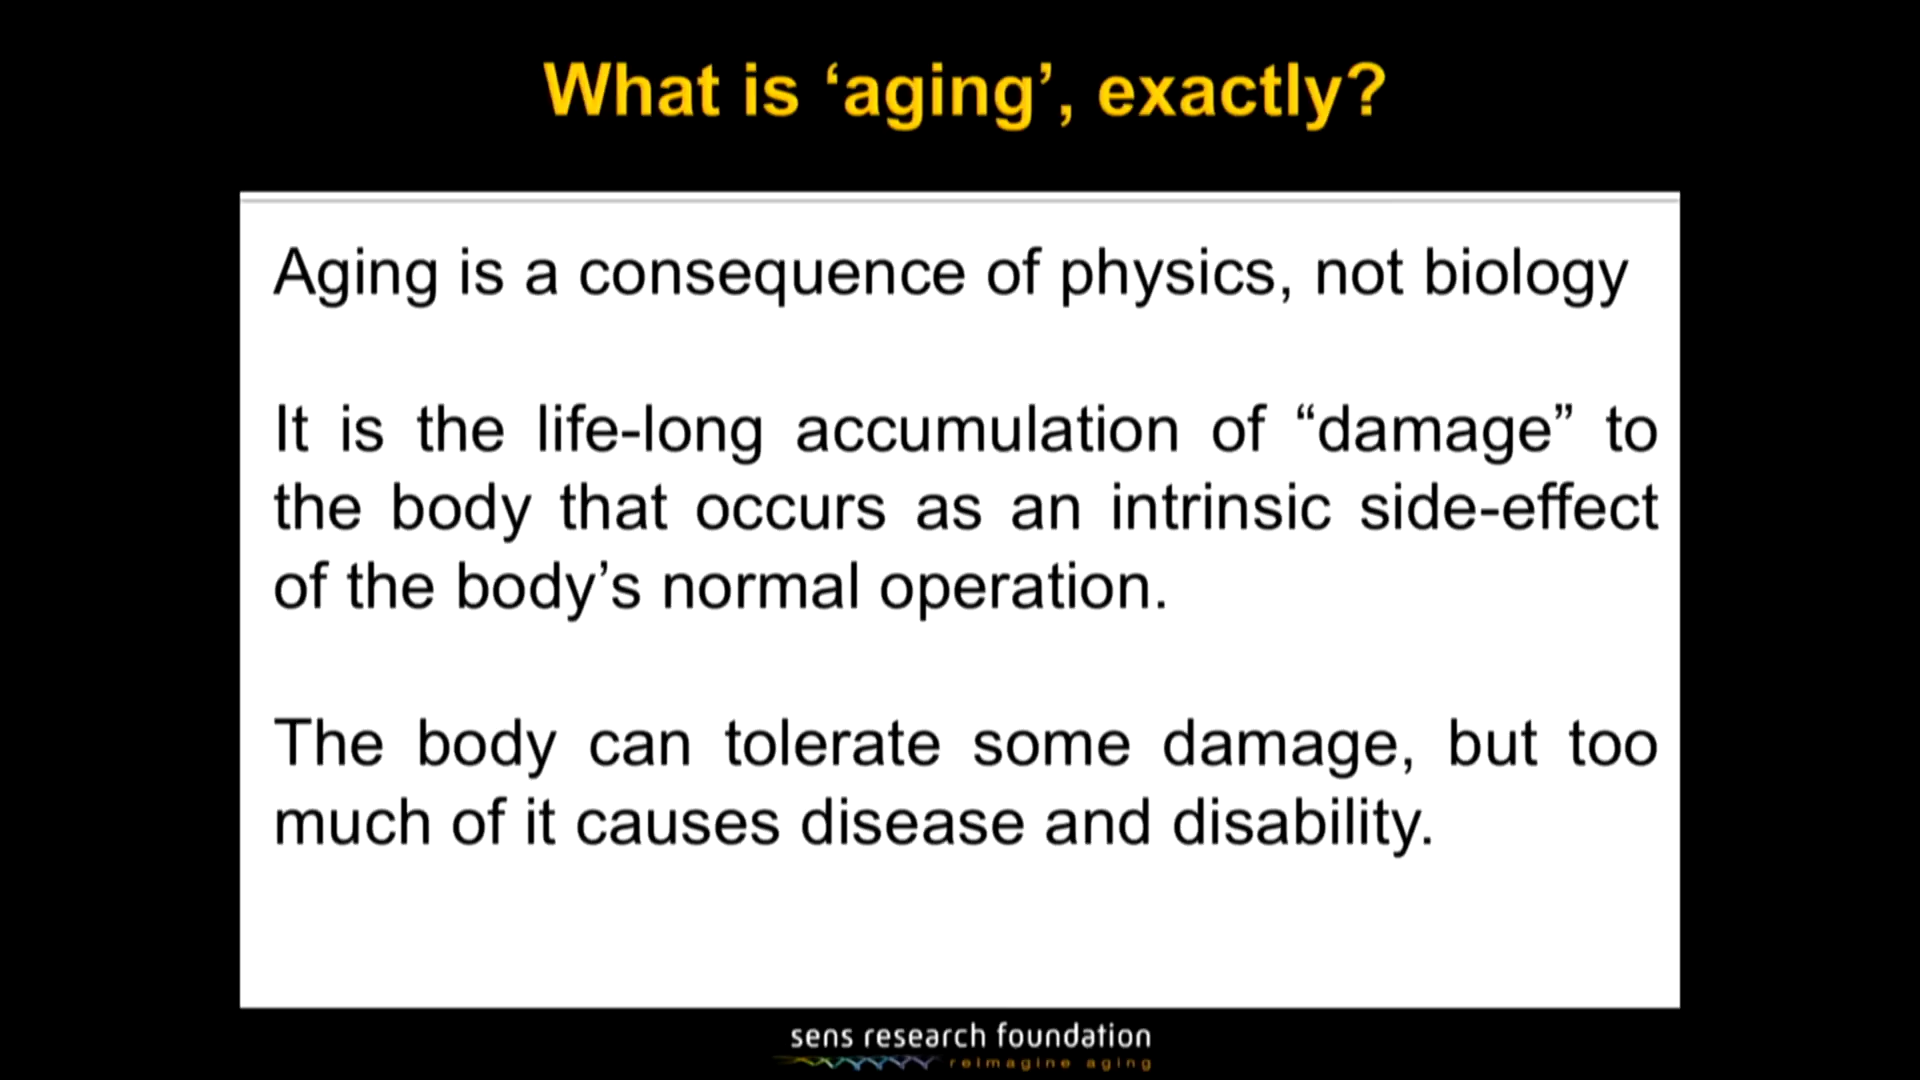 What is ‘aging’, exactly?
Aging is a consequence of physics, not biology
It is the life-long accumulation of “damage” to
the body that occurs as an intrinsic side-effect
of the body’s normal operation.
The body can tolerate some damage, but too
much of it causes disease and disability.
sens research foundation
reimagine aging